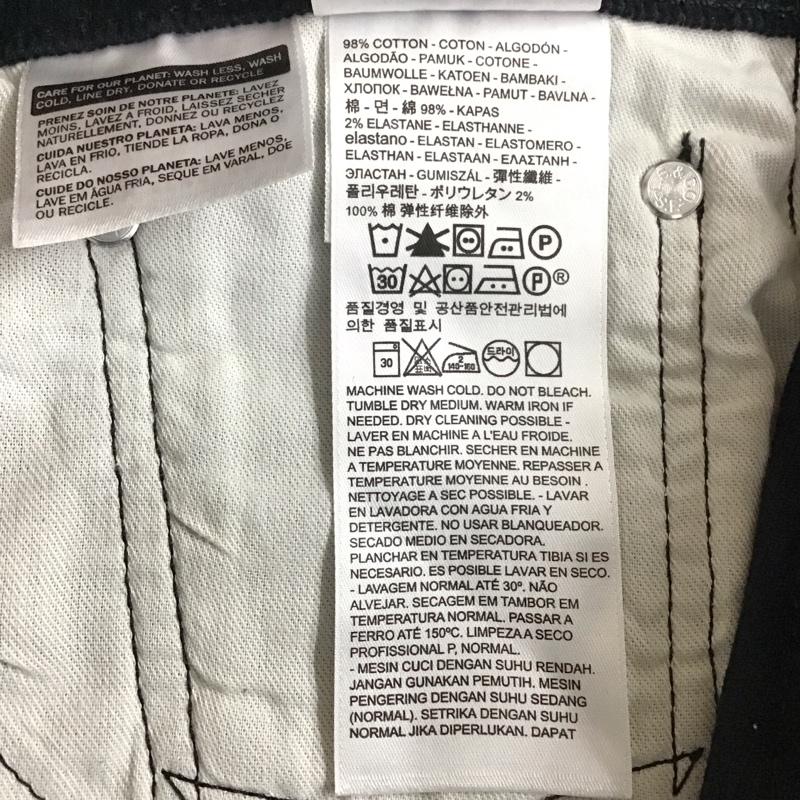 CARE FOR OUR PLANET: WASH LESS, WASH
COLD, LINE DRY, DONATE OR RECYCLE
PRENEZ SOIN DE NOTRE PLANETE: LAVEZ
MOINS, LAVEZ A FROID, LAISSEZ SECHER
NATURELLEMENT, DONNEZ OU RECYCLEZ
CUIDA NUESTRO PLANETA: LAVA MENOS,
LAVA EN FRIO, TIENDE LA ROPA, DONA O
RECICLA.
CUIDE DO NOSSO PLANETA: LAVE MENOS,
LAVE EM ÁGUA FRIA, SEQUE EM VARAL, DOE
OU RECICLE.
98% COTTON - COTON - ALGODÓN -
ALGODÃO - PAMUK - COTONE -
BAUMWOLLE - KATOEN - BAMBAKI -
ХЛОПОК - BAWEŁNA - PAMUT - BAVLNA -
棉 - 면 - 綿 98% - KAPAS
2% ELASTANE - ELASTHANNE -
elastano - ELASTAN - ELASTOMERO -
ELASTHAN - ELASTAAN - ΕΛΑΣΤΑΝΗ -
ЭЛАСТАН - GUMISZÁL - 彈性纖維 -
폴리우레탄 - ポリウレタン 2%
100% 棉 弹性纤维除外
P
30 P®
품질경영 및 공산품안전관리법에
의한 품질표시
30 2 140-160 드라이
MACHINE WASH COLD. DO NOT BLEACH.
TUMBLE DRY MEDIUM. WARM IRON IF
NEEDED. DRY CLEANING POSSIBLE -
LAVER EN MACHINE A L'EAU FROIDE.
NE PAS BLANCHIR. SECHER EN MACHINE
A TEMPERATURE MOYENNE. REPASSER A
TEMPERATURE MOYENNE AU BESOIN .
NETTOYAGE A SEC POSSIBLE. - LAVAR
EN LAVADORA CON AGUA FRIA Y
DETERGENTE. NO USAR BLANQUEADOR.
SECADO MEDIO EN SECADORA.
PLANCHAR EN TEMPERATURA TIBIA SI ES
NECESARIO. ES POSIBLE LAVAR EN SECO.
- LAVAGEM NORMAL ATÉ 30º. NÃO
ALVEJAR. SECAGEM EM TAMBOR EM
TEMPERATURA NORMAL. PASSAR A
FERRO ATÉ 150ºC. LIMPEZA A SECO
PROFISSIONAL P, NORMAL.
- MESIN CUCI DENGAN SUHU RENDAH.
JANGAN GUNAKAN PEMUTIH. MESIN
PENGERING DENGAN SUHU SEDANG
(NORMAL). SETRIKA DENGAN SUHU
NORMAL JIKA DIPERLUKAN. DAPAT